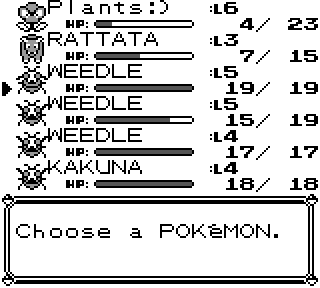 Plants:) :L6
HP: 4/ 23
RATTATA :L3
HP: 7/ 15
WEEDLE :L5
HP: 19/ 19
WEEDLE :L5
HP: 15/ 19
WEEDLE :L4
HP: 17/ 17
KAKUNA :L4
HP: 18/ 18
Choose a POKéMON.